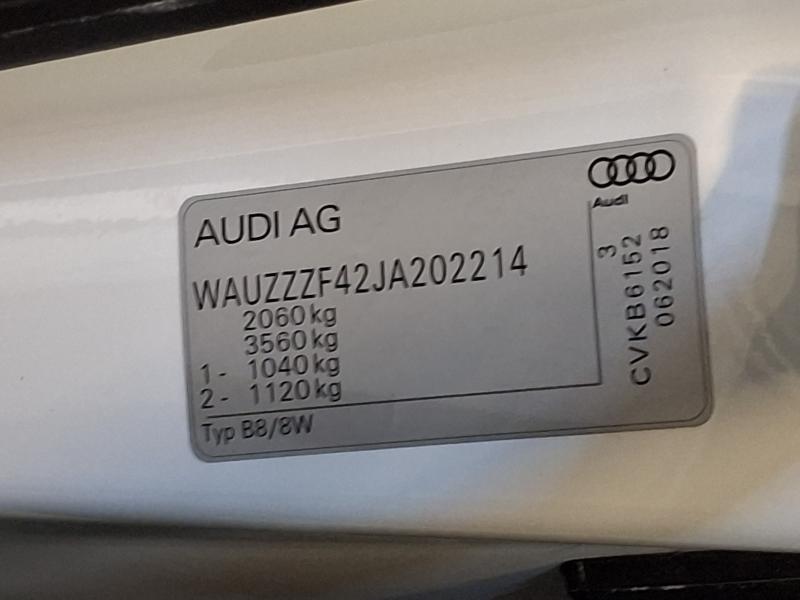 AUDI AG
WAUZZZF42JA202214
2060 kg
3560 kg
1 - 1040 kg
2 - 1120 kg
Typ B8/8W
Audi
3
CVKB6152
062018